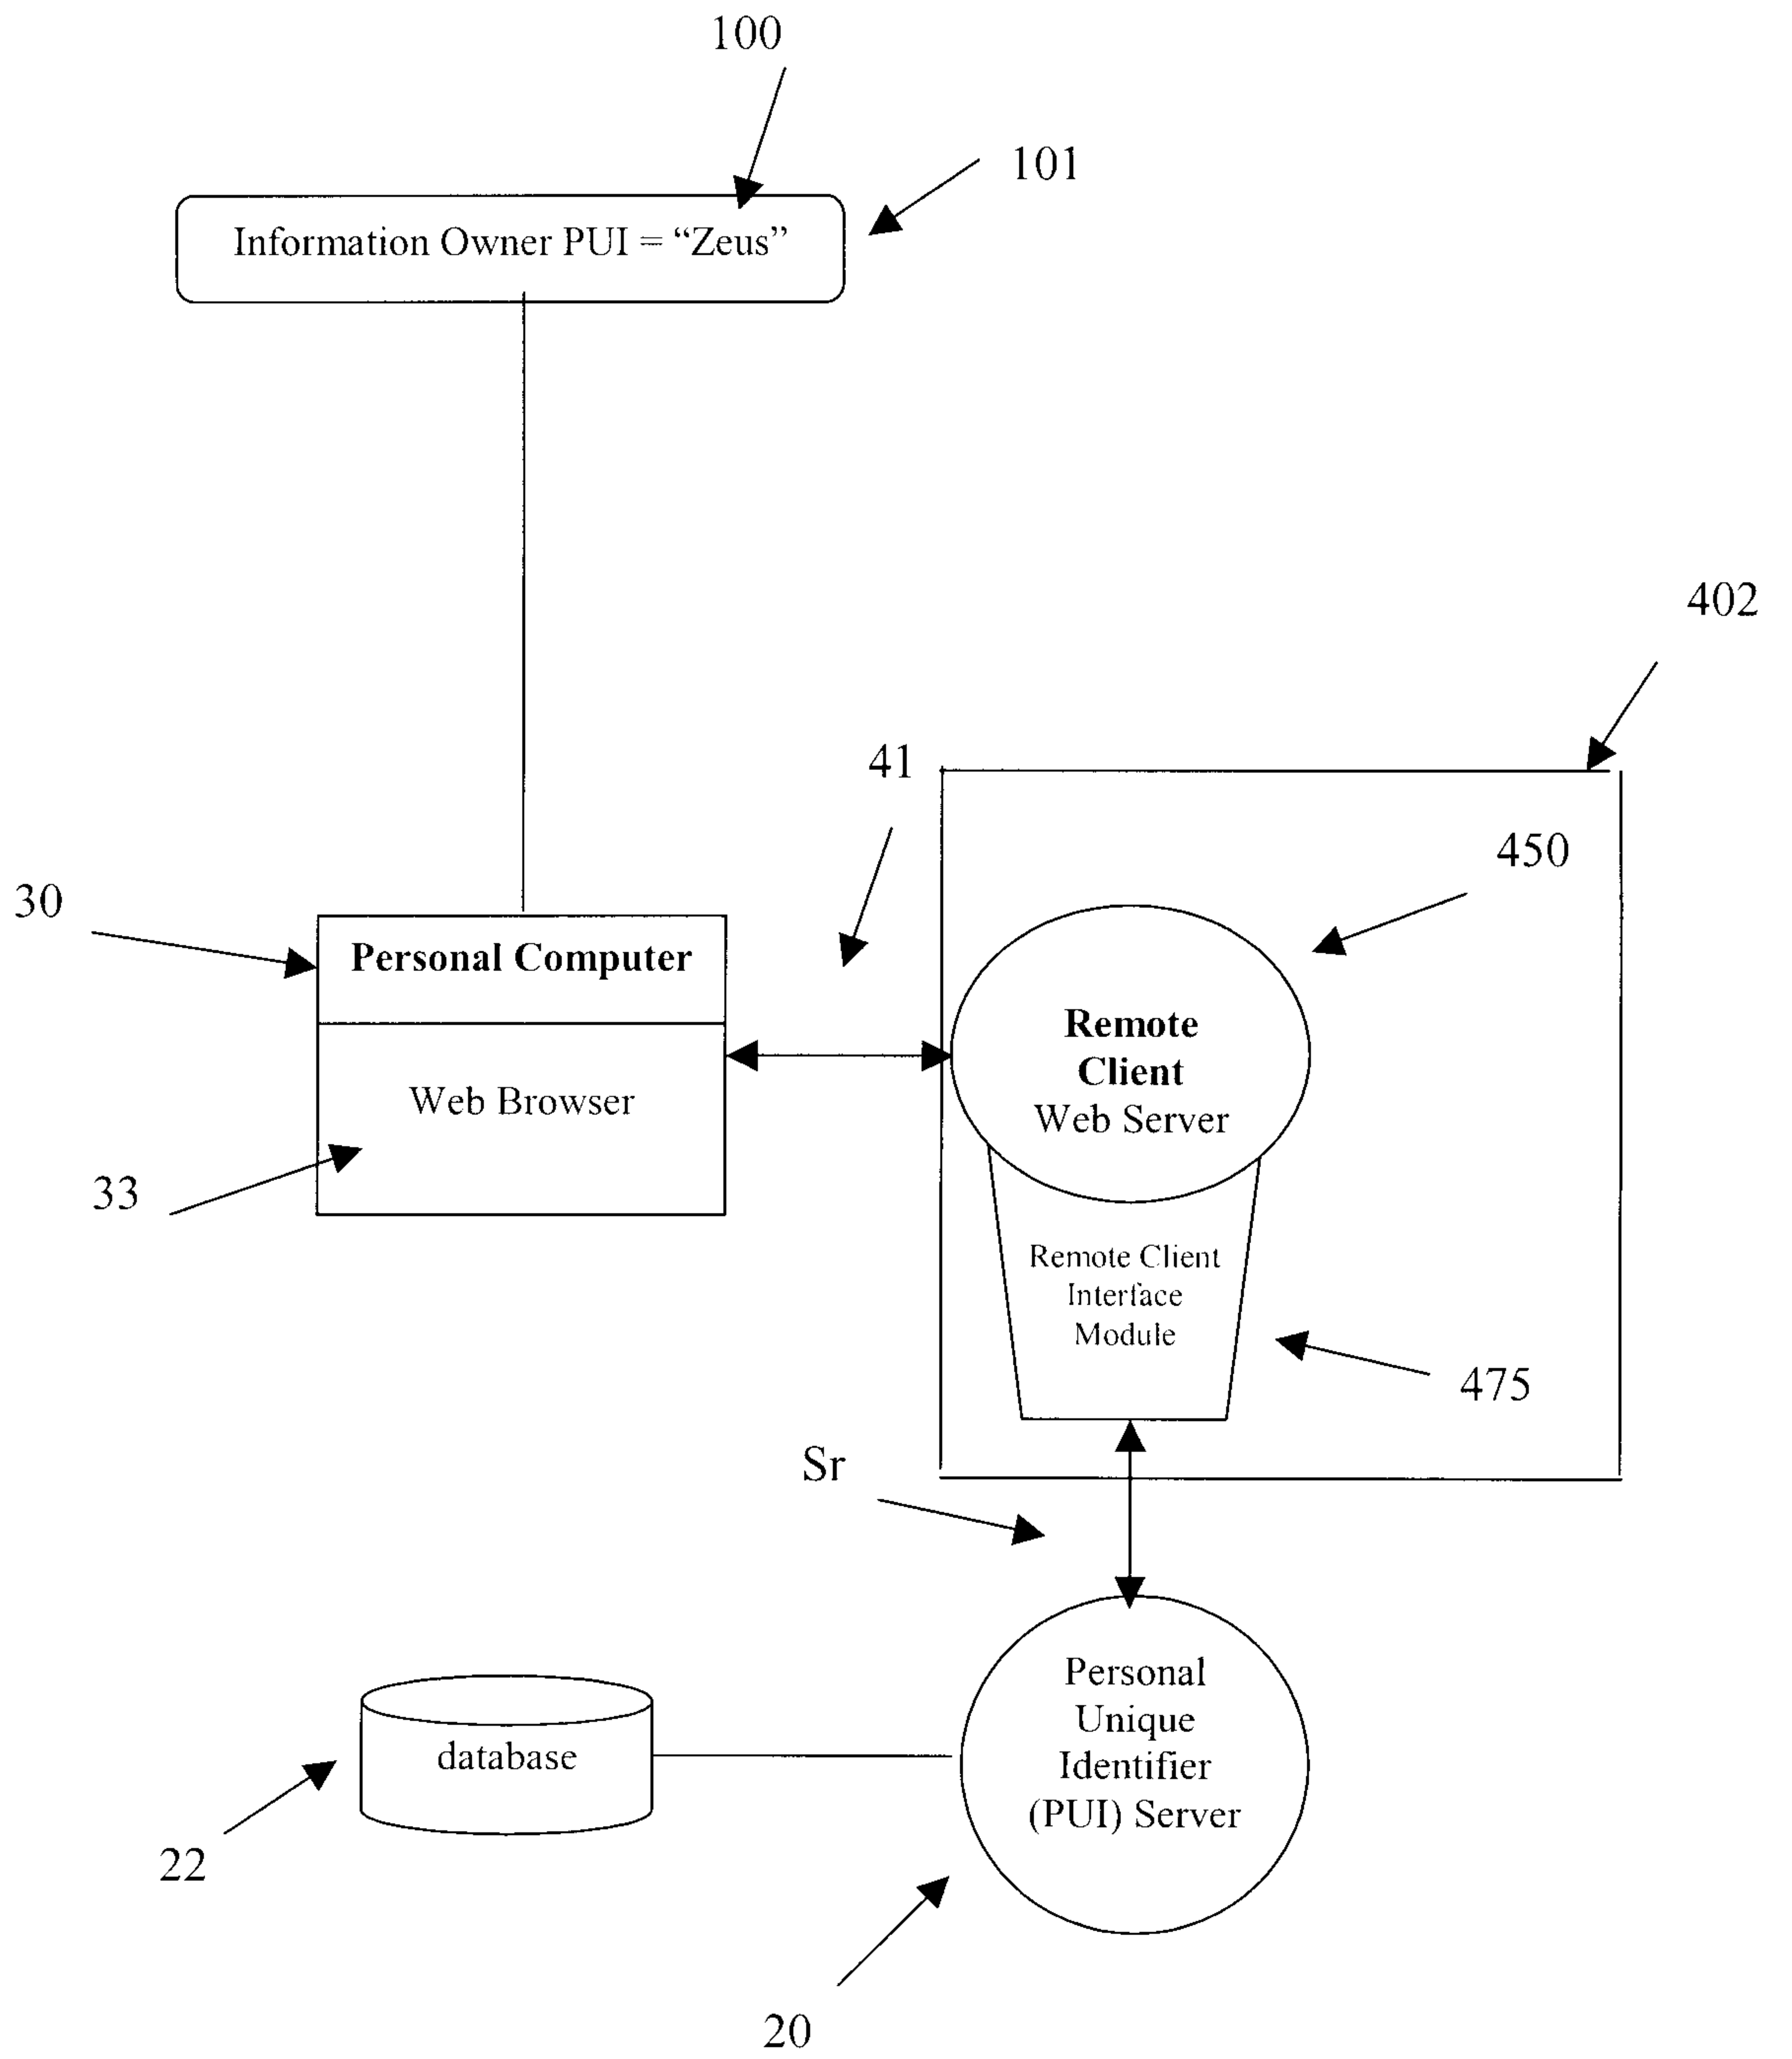 100
101
Information Owner PUI = “Zeus”
402
41
450
30
Personal Computer
Remote
Client
Web Server
Web Browser
33
Remote Client
Interface
Module
475
Sr
Personal
Unique
Identifier
(PUI) Server
database
22
20